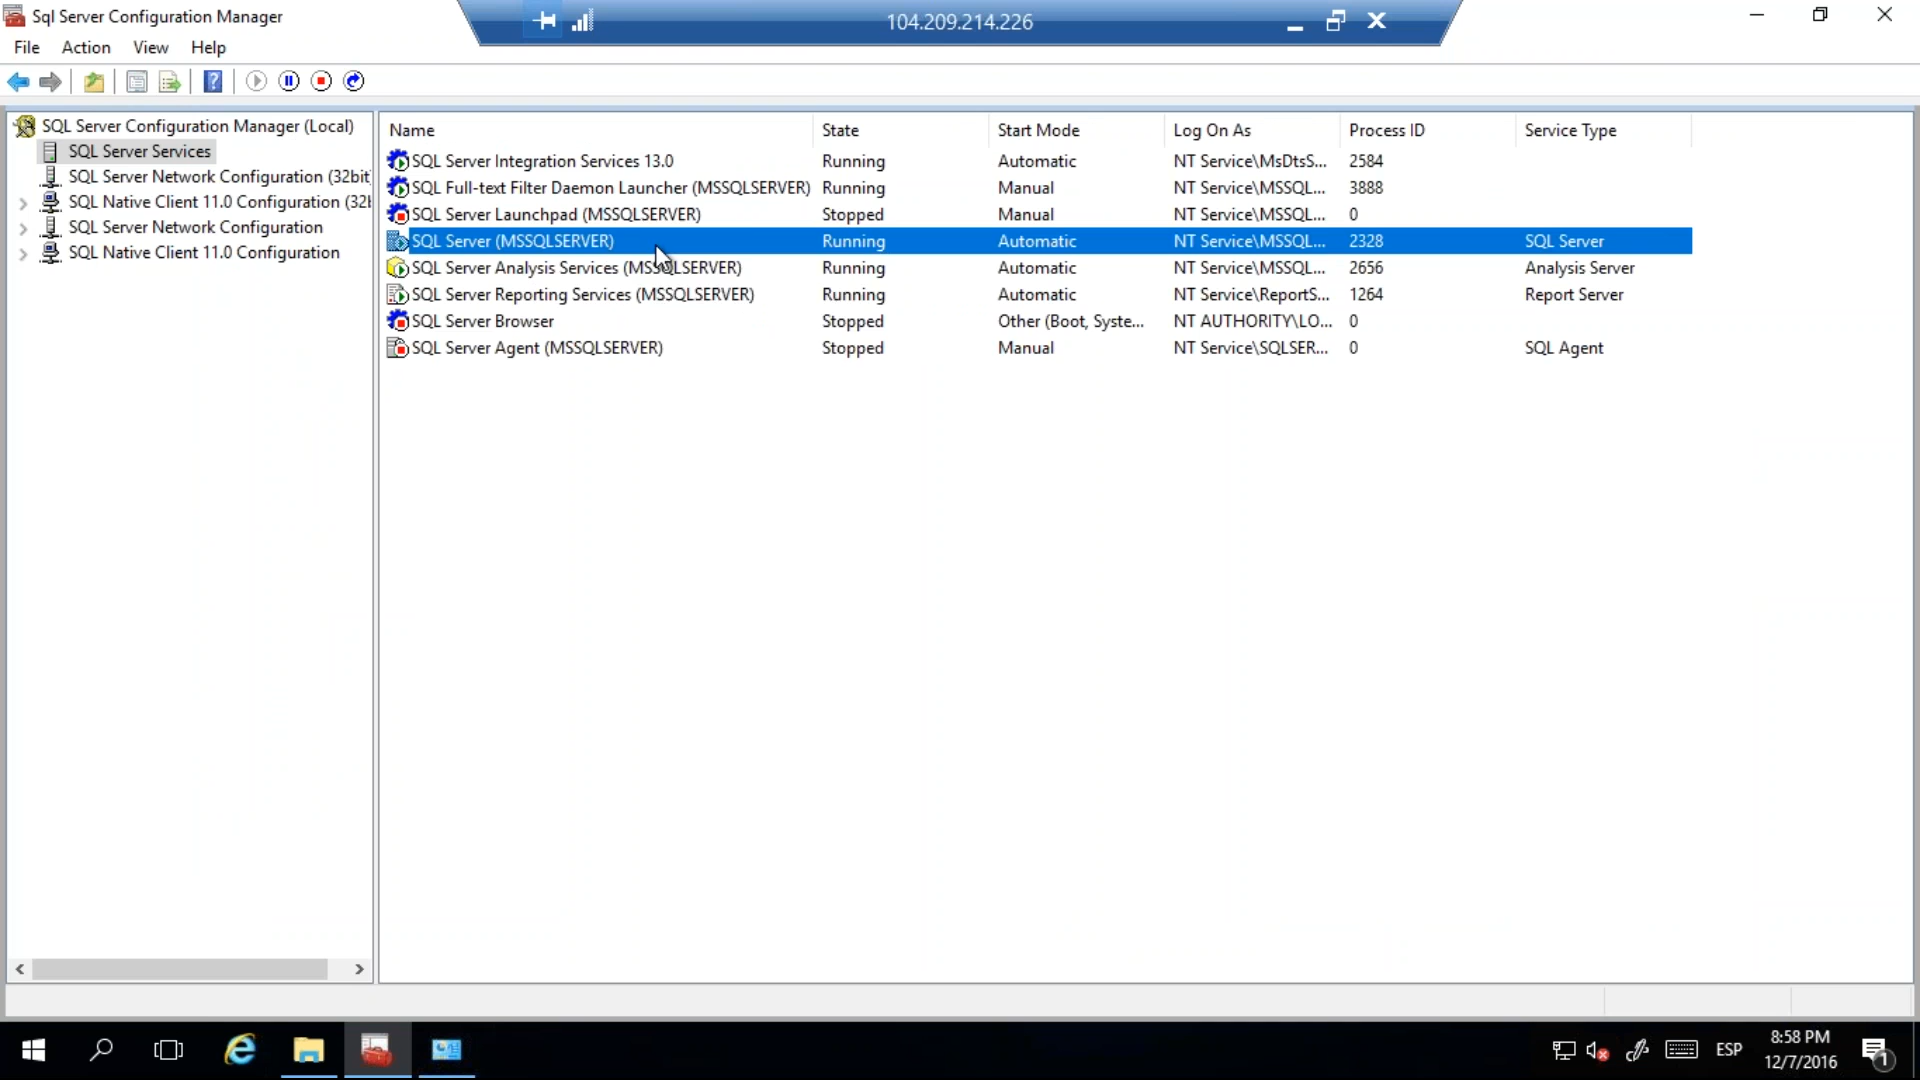 Sql Server Configuration Manager
104.209.214.226
File Action View Help
SQL Server Configuration Manager (Local)
SQL Server Services
SQL Server Network Configuration (32bit
SQL Native Client 11.0 Configuration (32
SQL Server Network Configuration
SQL Native Client 11.0 Configuration
Name State Start Mode Log On As Process ID Service Type
SQL Server Integration Services 13.0 Running Automatic NT Service\MsDtsS... 2584
SQL Full-text Filter Daemon Launcher (MSSQLSERVER) Running Manual NT Service\MSSQL... 3888
SQL Server Launchpad (MSSQLSERVER) Stopped Manual NT Service\MSSQL... 0
SQL Server (MSSQLSERVER) Running Automatic NT Service\MSSQL... 2328 SQL Server
SQL Server Analysis Services (MSSQLSERVER) Running Automatic NT Service\MSSQL... 2656 Analysis Server
SQL Server Reporting Services (MSSQLSERVER) Running Automatic NT Service\ReportS... 1264 Report Server
SQL Server Browser Stopped Other (Boot, Syste... NT AUTHORITY\LO... 0
SQL Server Agent (MSSQLSERVER) Stopped Manual NT Service\SQLSER... 0 SQL Agent
ESP
8:58 PM
12/7/2016
1